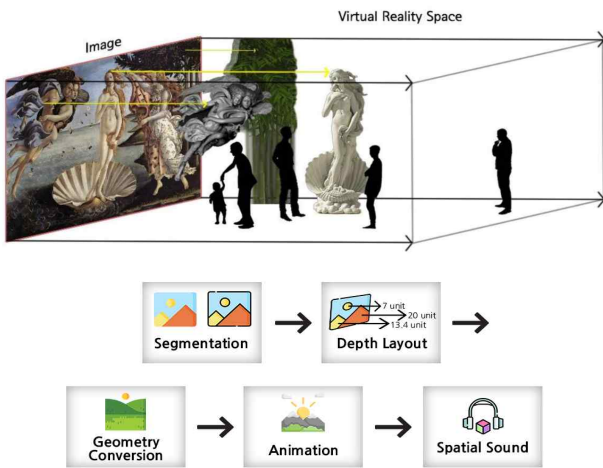 Virtual Reality Space
Image
7 unit
20 unit
13.4 unit
Segmentation
Depth Layout
Geometry
Conversion
Animation
Spatial Sound